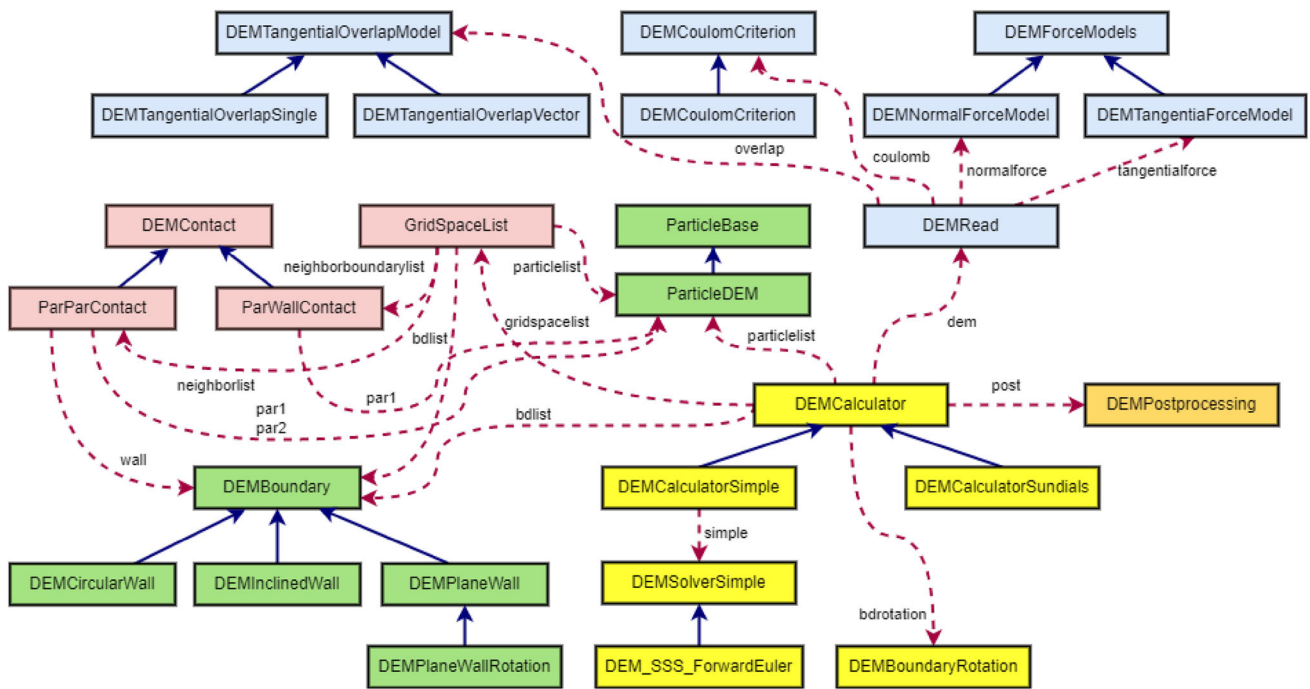 DEMTangentialOverlapModel
DEMCoulomCriterion
DEMForceModels
DEMTangentialOverlapSingle
DEMTangentialOverlapVector
DEMCoulomCriterion
DEMNormalForceModel
DEMTangentiaForceModel
overlap
coulomb
normalforce
tangentialforce
DEMContact
GridSpaceList
ParticleBase
DEMRead
neighborboundarylist
particlelist
ParParContact
ParWallContact
ParticleDEM
gridspacelist
dem
bdlist
particlelist
neighborlist
post
par1
par2
par1
DEMCalculator
DEMPostprocessing
bdlist
wall
DEMBoundary
DEMCalculatorSimple
DEMCalculatorSundials
simple
DEMCircularWall
DEMInclinedWall
DEMPlaneWall
DEMSolverSimple
bdrotation
DEMPlaneWallRotation
DEM_SSS_ForwardEuler
DEMBoundaryRotation